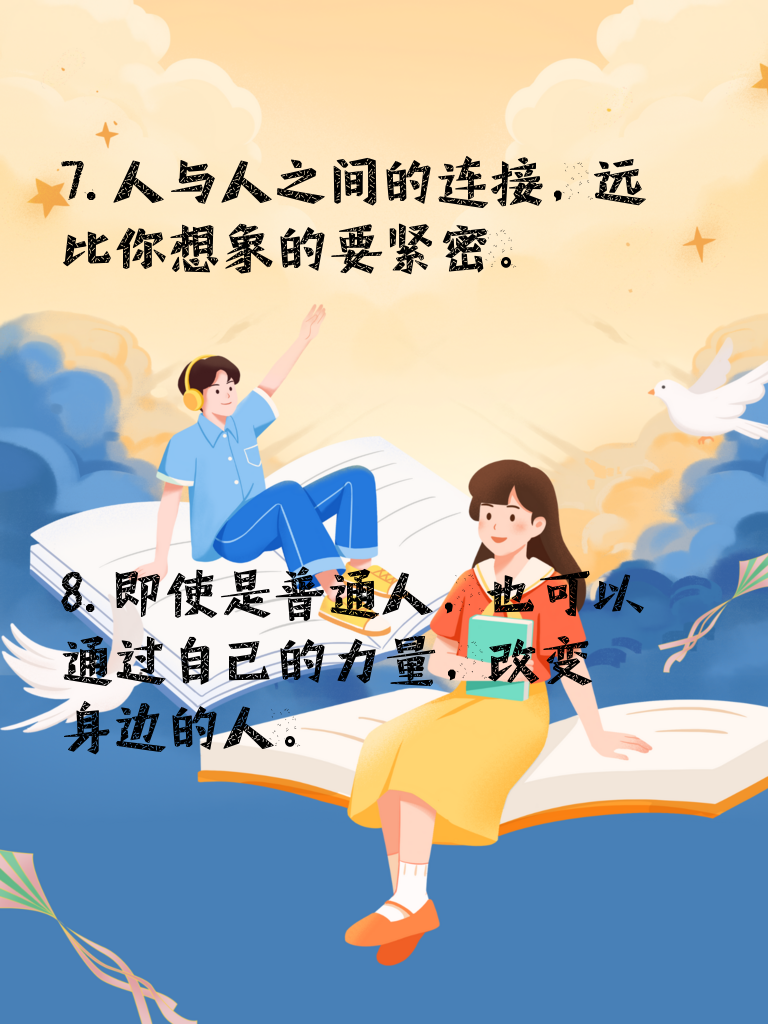 7. 人与人之间的连接，远
比你想象的要紧密。
8. 即使是普通人，也可以
通过自己的力量，改变
身边的人。